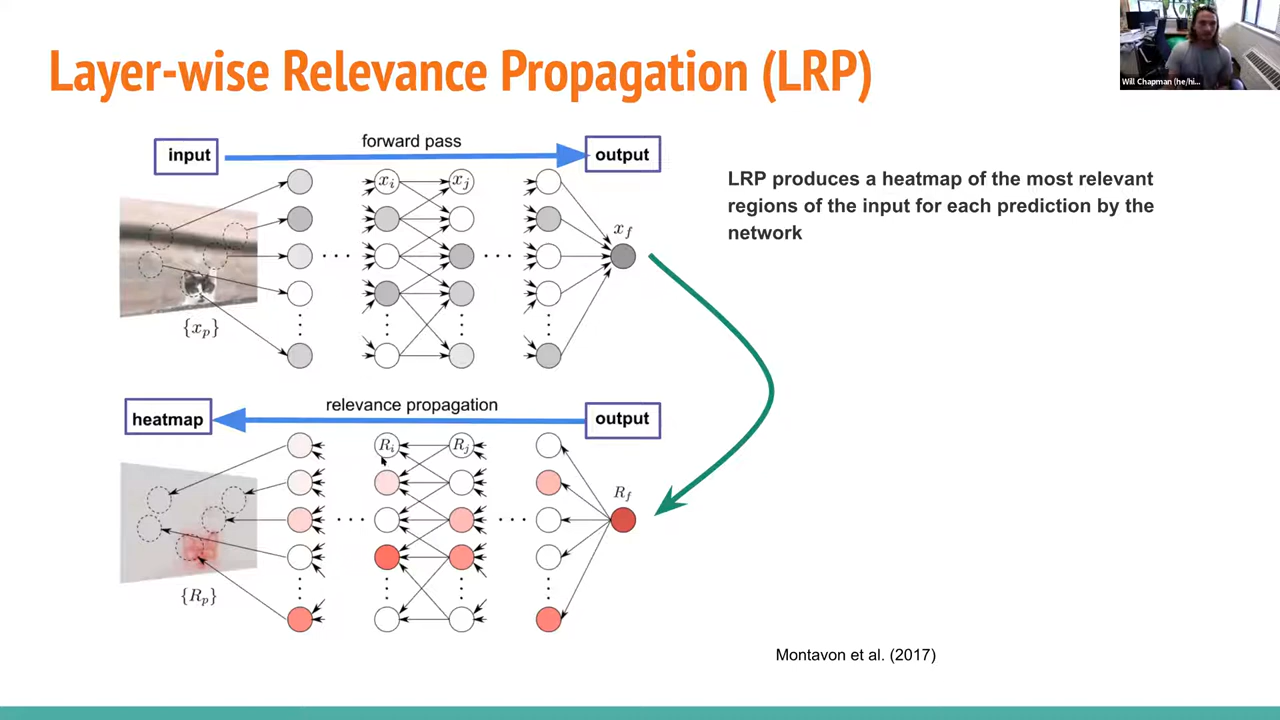 Layer-wise Relevance Propagation (LRP)
Will Chapman (he/hi...
forward pass
input
output
x_i
x_j
x_f
{x_p}
LRP produces a heatmap of the most relevant
regions of the input for each prediction by the
network
relevance propagation
heatmap
output
R_i
R_j
R_f
{R_p}
Montavon et al. (2017)